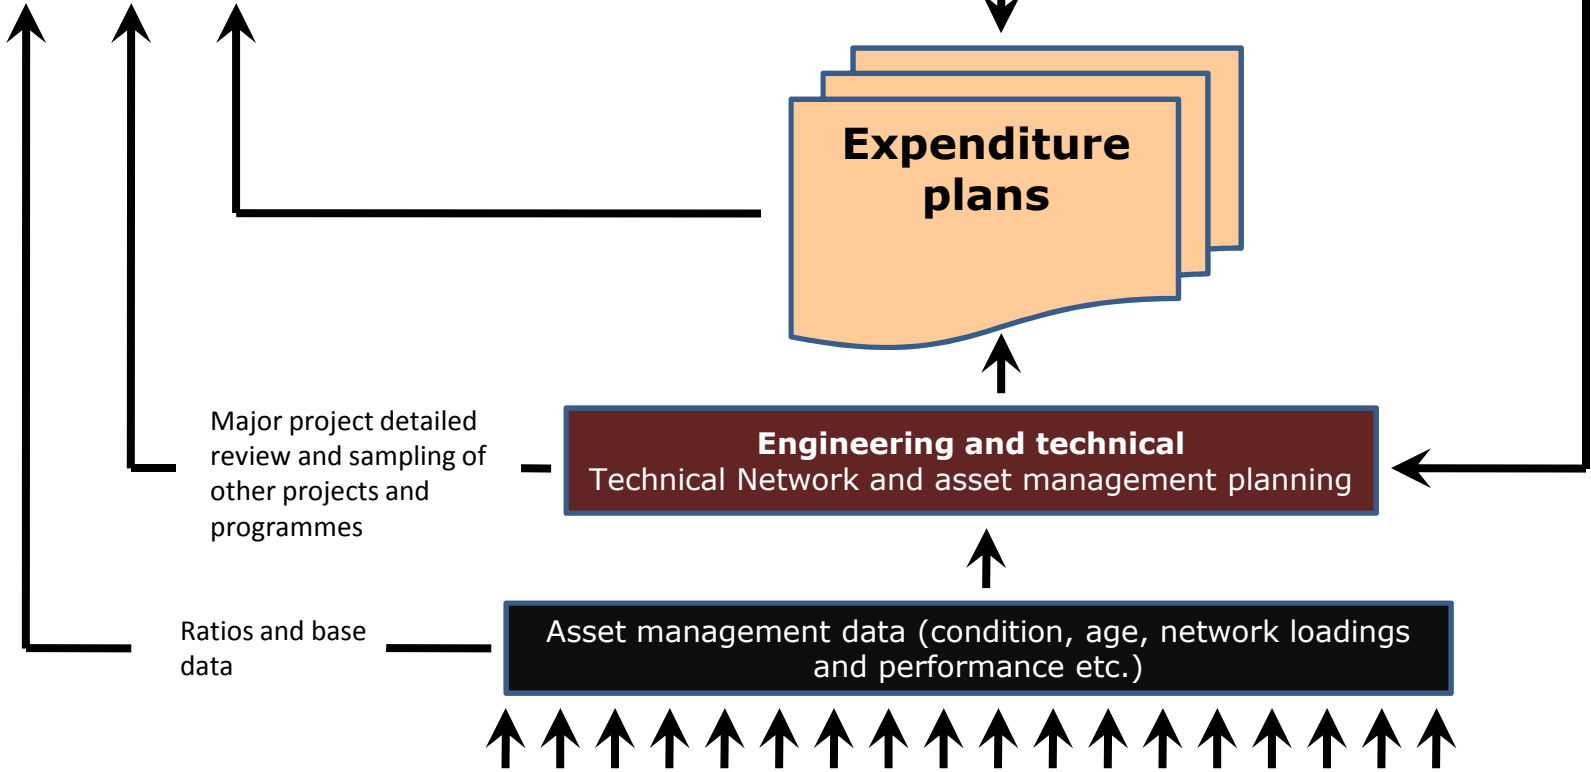 Expenditure
plans
Major project detailed
review and sampling of
other projects and
programmes
Engineering and technical
Technical Network and asset management planning
Ratios and base
data
Asset management data (condition, age, network loadings
and performance etc.)